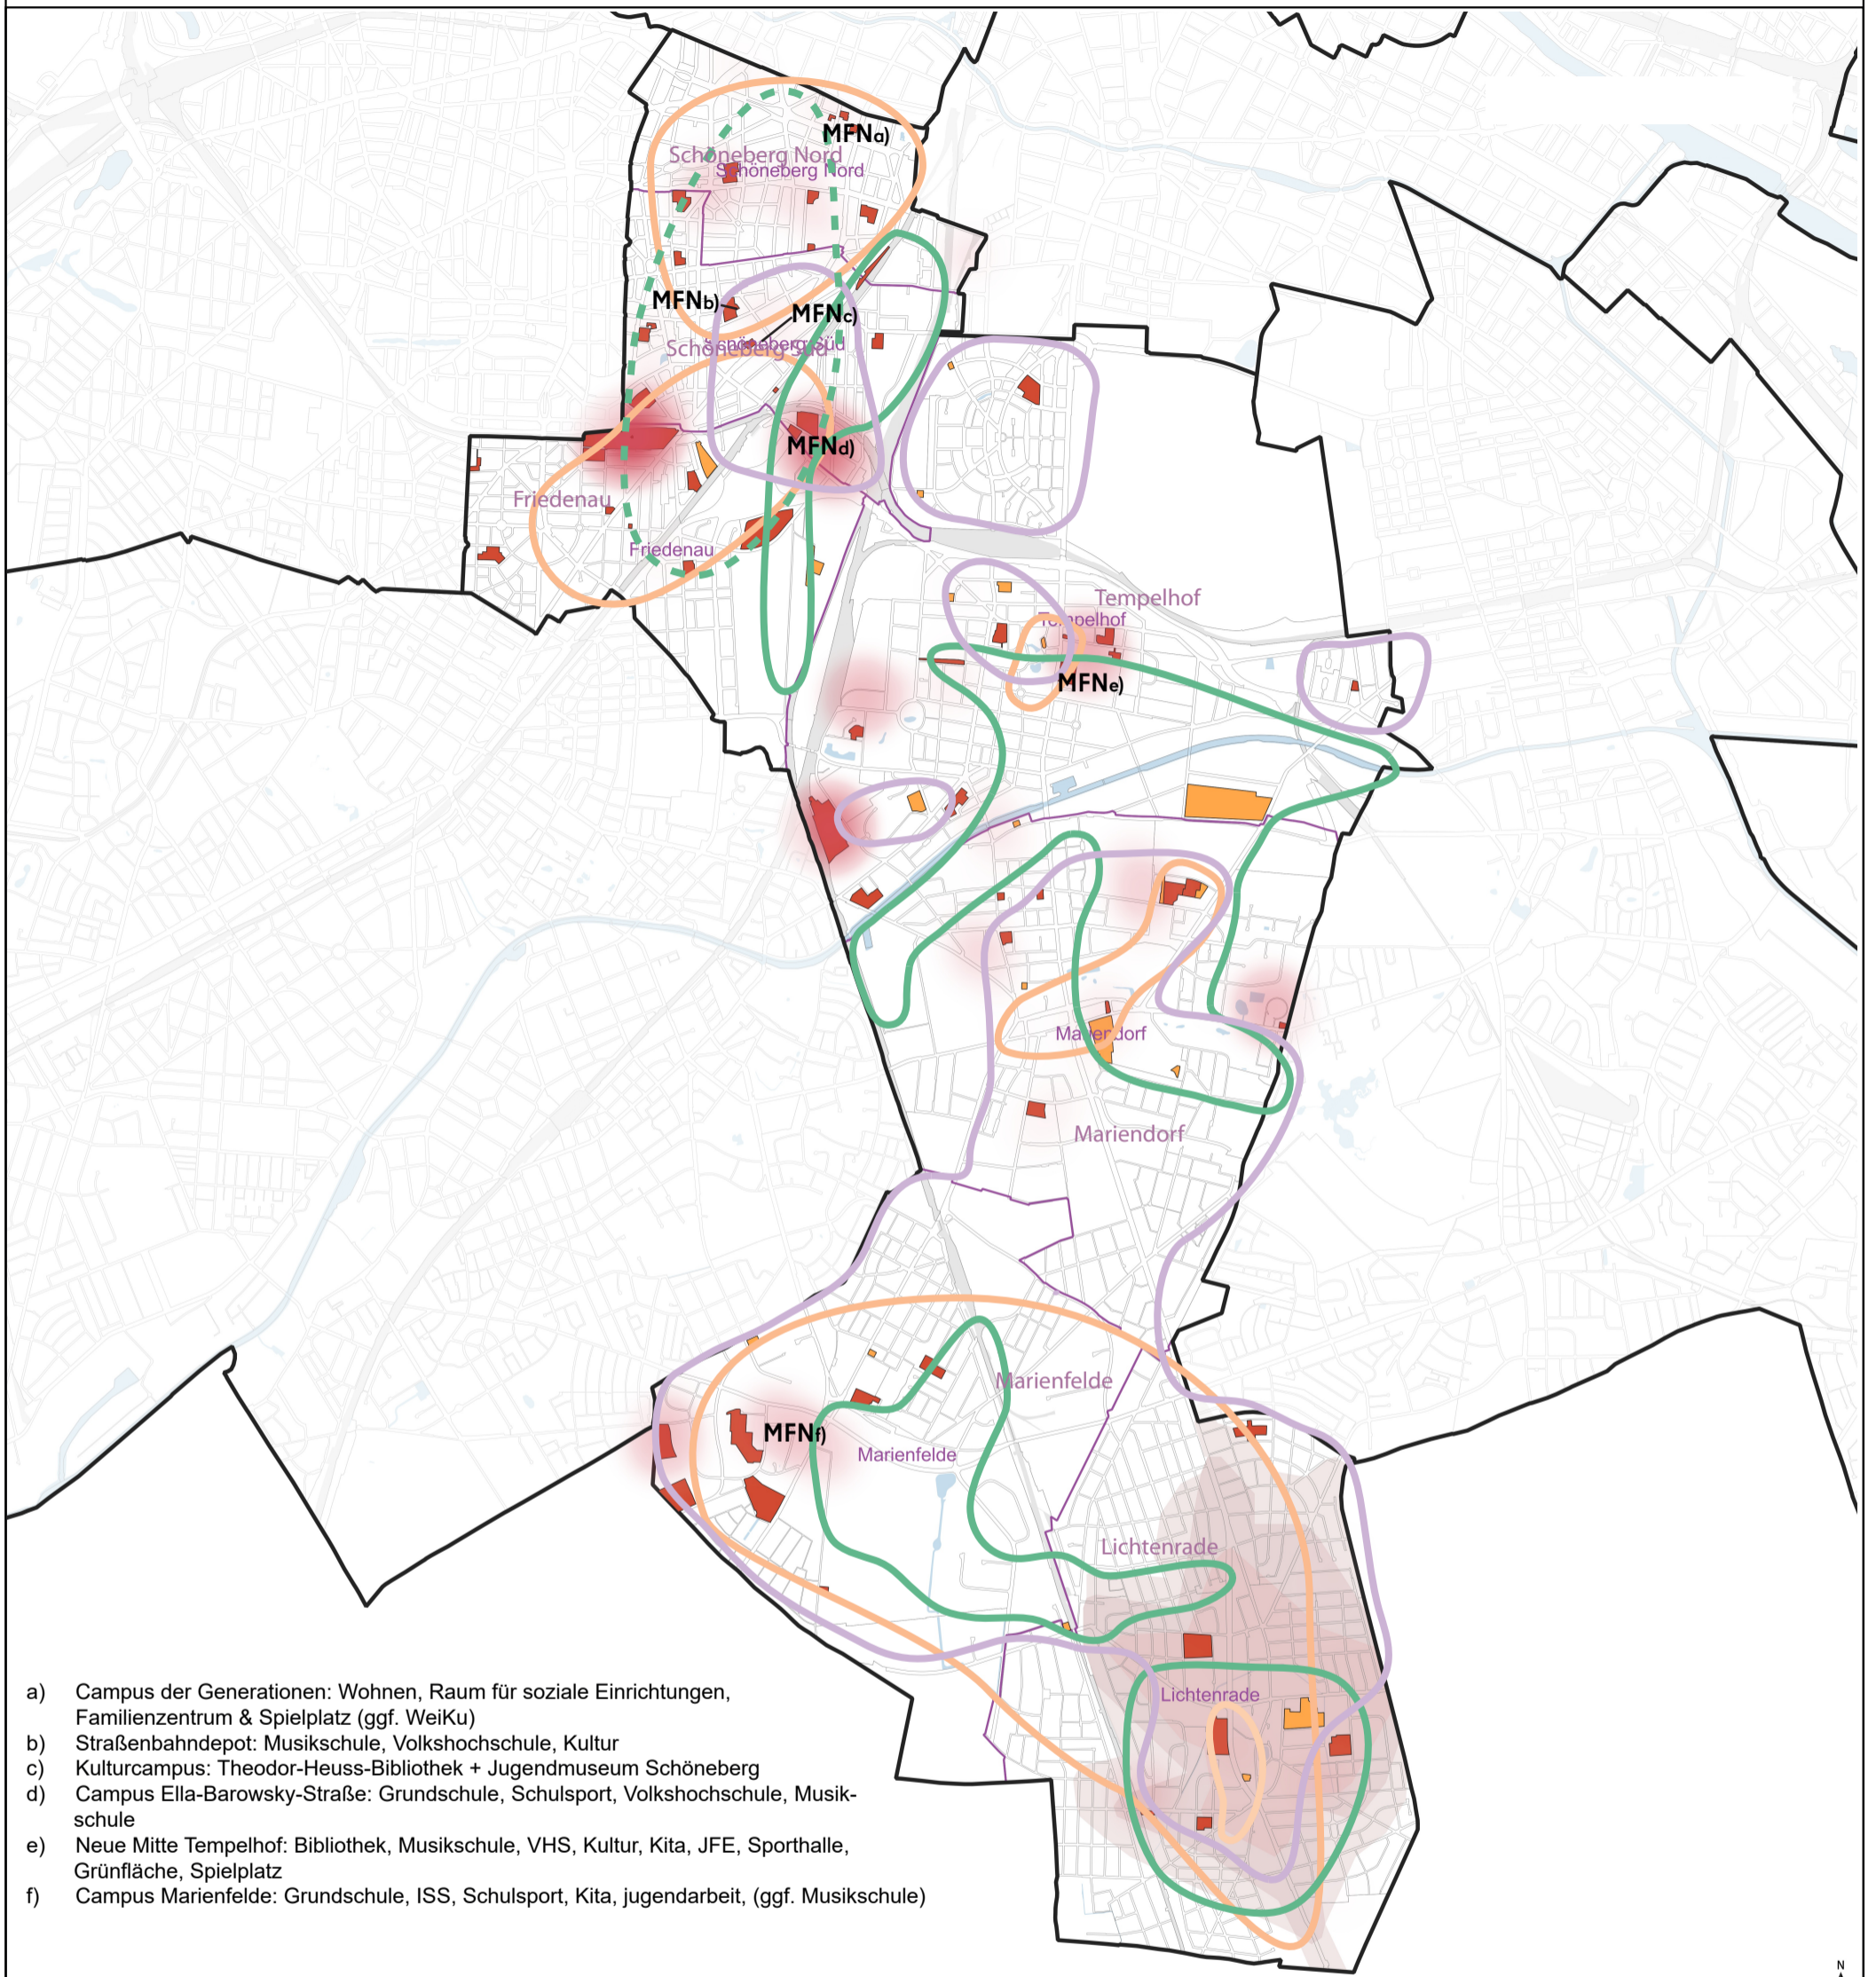 MFNa)
Schöneberg Nord
Schöneberg Nord
MFNb)
MFNc)
Schöneberg Süd
Schöneberg Süd
MFNd)
Friedenau
Friedenau
Tempelhof
Tempelhof
MFNe)
Mariendorf
Mariendorf
Marienfelde
MFNf)
Marienfelde
Lichtenrade
Lichtenrade
a) Campus der Generationen: Wohnen, Raum für soziale Einrichtungen,
Familienzentrum & Spielplatz (ggf. WeiKu)
b) Straßenbahndepot: Musikschule, Volkshochschule, Kultur
c) Kulturcampus: Theodor-Heuss-Bibliothek + Jugendmuseum Schöneberg
d) Campus Ella-Barowsky-Straße: Grundschule, Schulsport, Volkshochschule, Musik-
schule
e) Neue Mitte Tempelhof: Bibliothek, Musikschule, VHS, Kultur, Kita, JFE, Sporthalle,
Grünfläche, Spielplatz
f) Campus Marienfelde: Grundschule, ISS, Schulsport, Kita, jugendarbeit, (ggf. Musikschule)
N